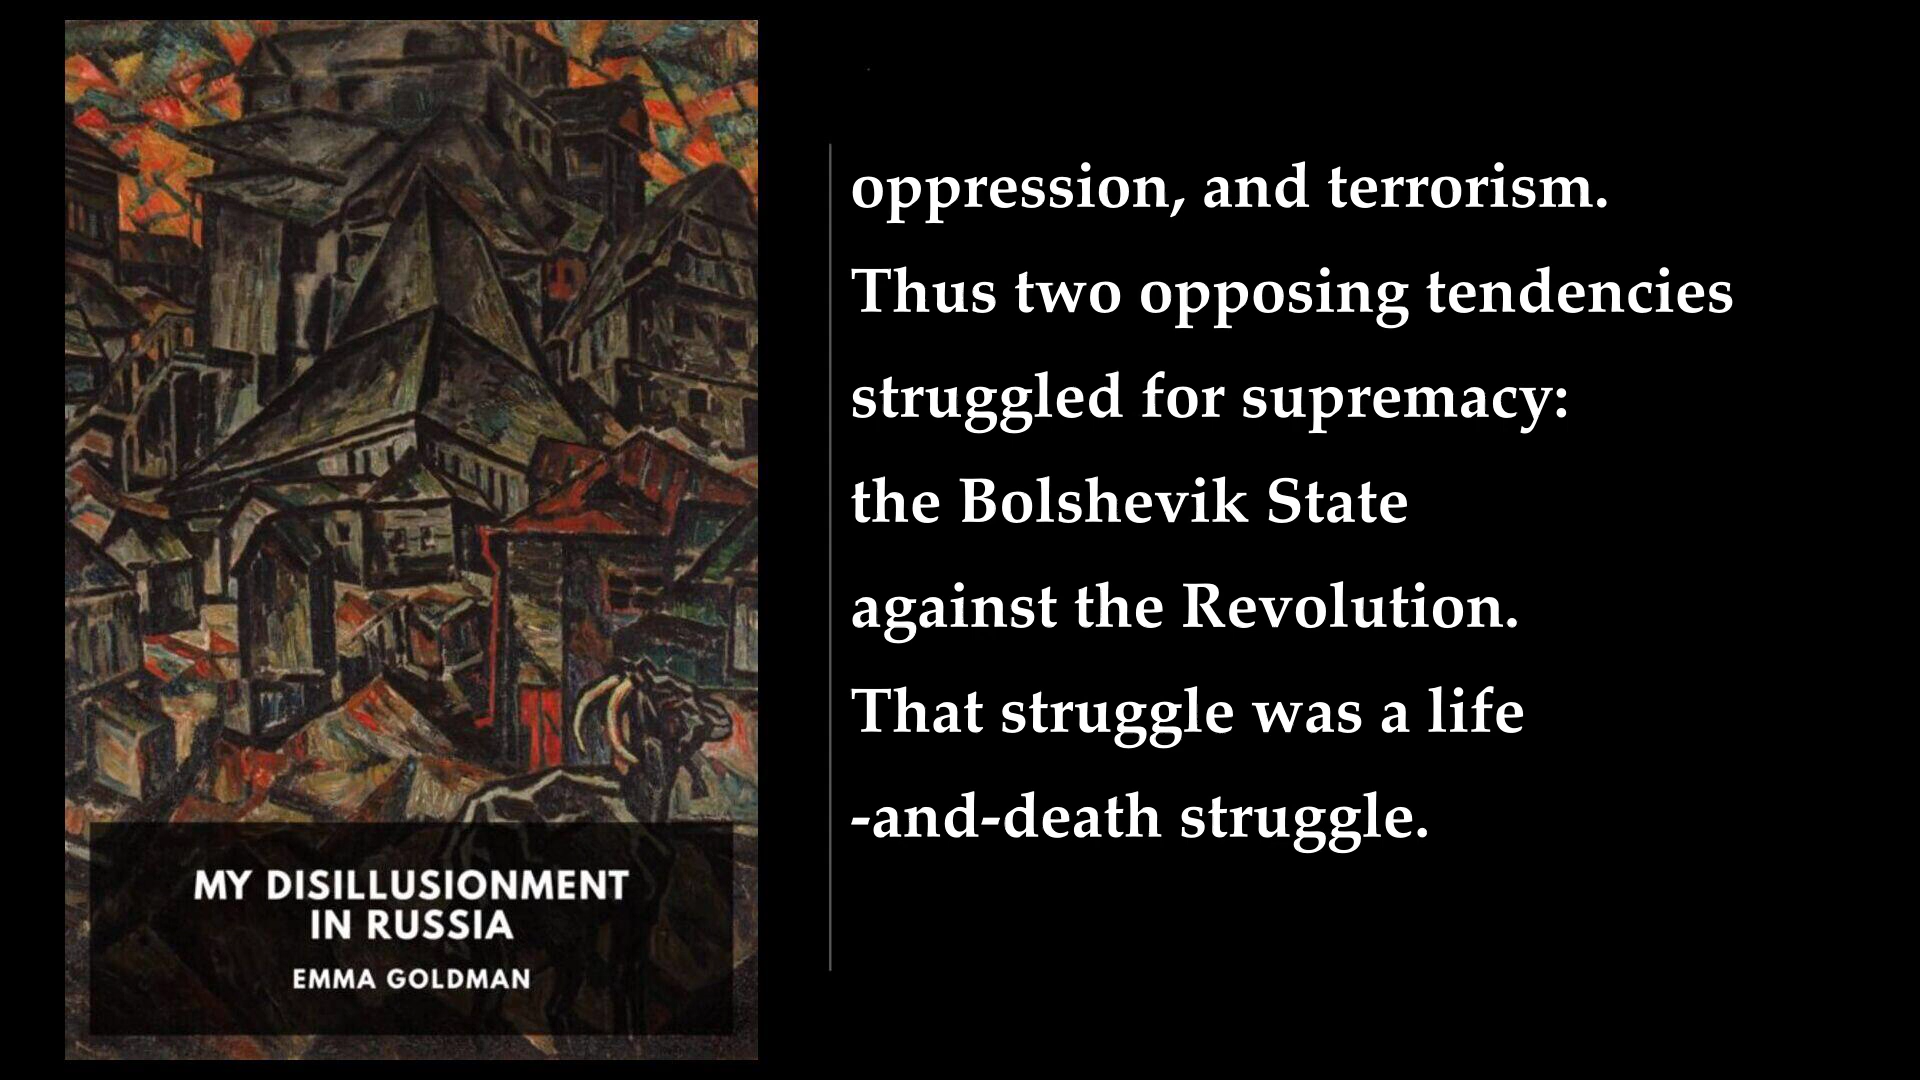 MY DISILLUSIONMENT
IN RUSSIA
EMMA GOLDMAN
oppression, and terrorism.
Thus two opposing tendencies
struggled for supremacy:
the Bolshevik State
against the Revolution.
That struggle was a life
-and-death struggle.